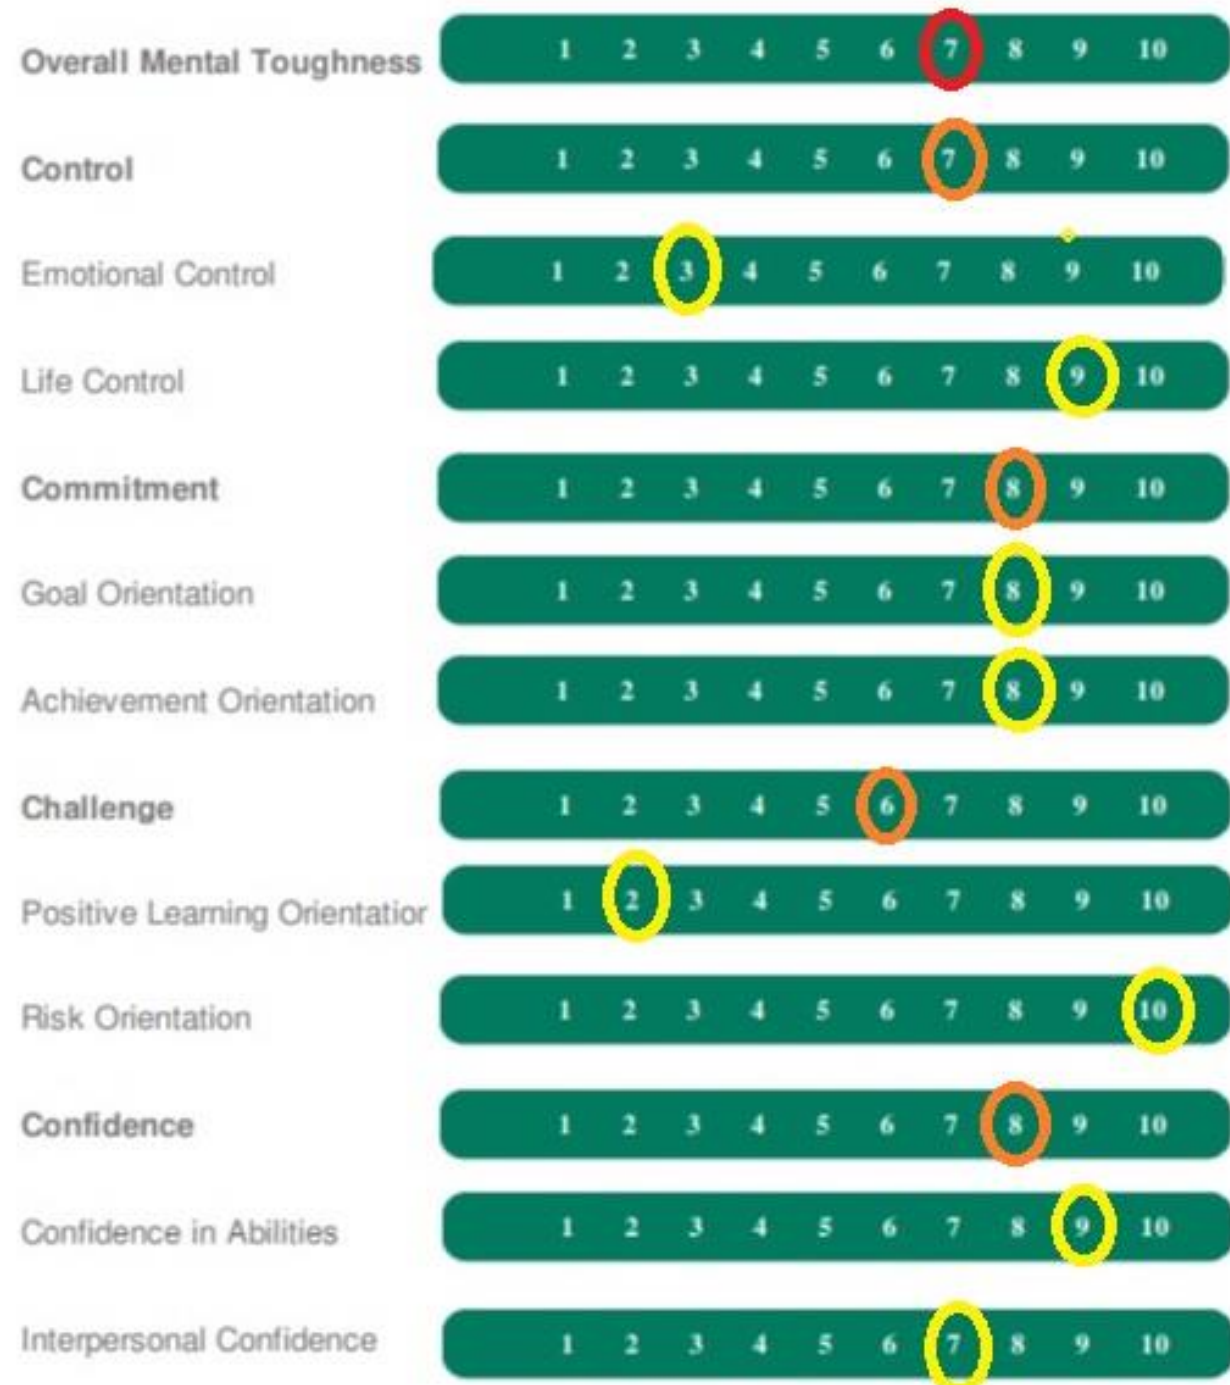 Overall Mental Toughness 1 2 3 4 5 6 7 8 9 10
Control 1 2 3 4 5 6 7 8 9 10
Emotional Control 1 2 3 4 5 6 7 8 9 10
Life Control 1 2 3 4 5 6 7 8 9 10
Commitment 1 2 3 4 5 6 7 8 9 10
Goal Orientation 1 2 3 4 5 6 7 8 9 10
Achievement Orientation 1 2 3 4 5 6 7 8 9 10
Challenge 1 2 3 4 5 6 7 8 9 10
Positive Learning Orientatior 1 2 3 4 5 6 7 8 9 10
Risk Orientation 1 2 3 4 5 6 7 8 9 10
Confidence 1 2 3 4 5 6 7 8 9 10
Confidence in Abilities 1 2 3 4 5 6 7 8 9 10
Interpersonal Confidence 1 2 3 4 5 6 7 8 9 10